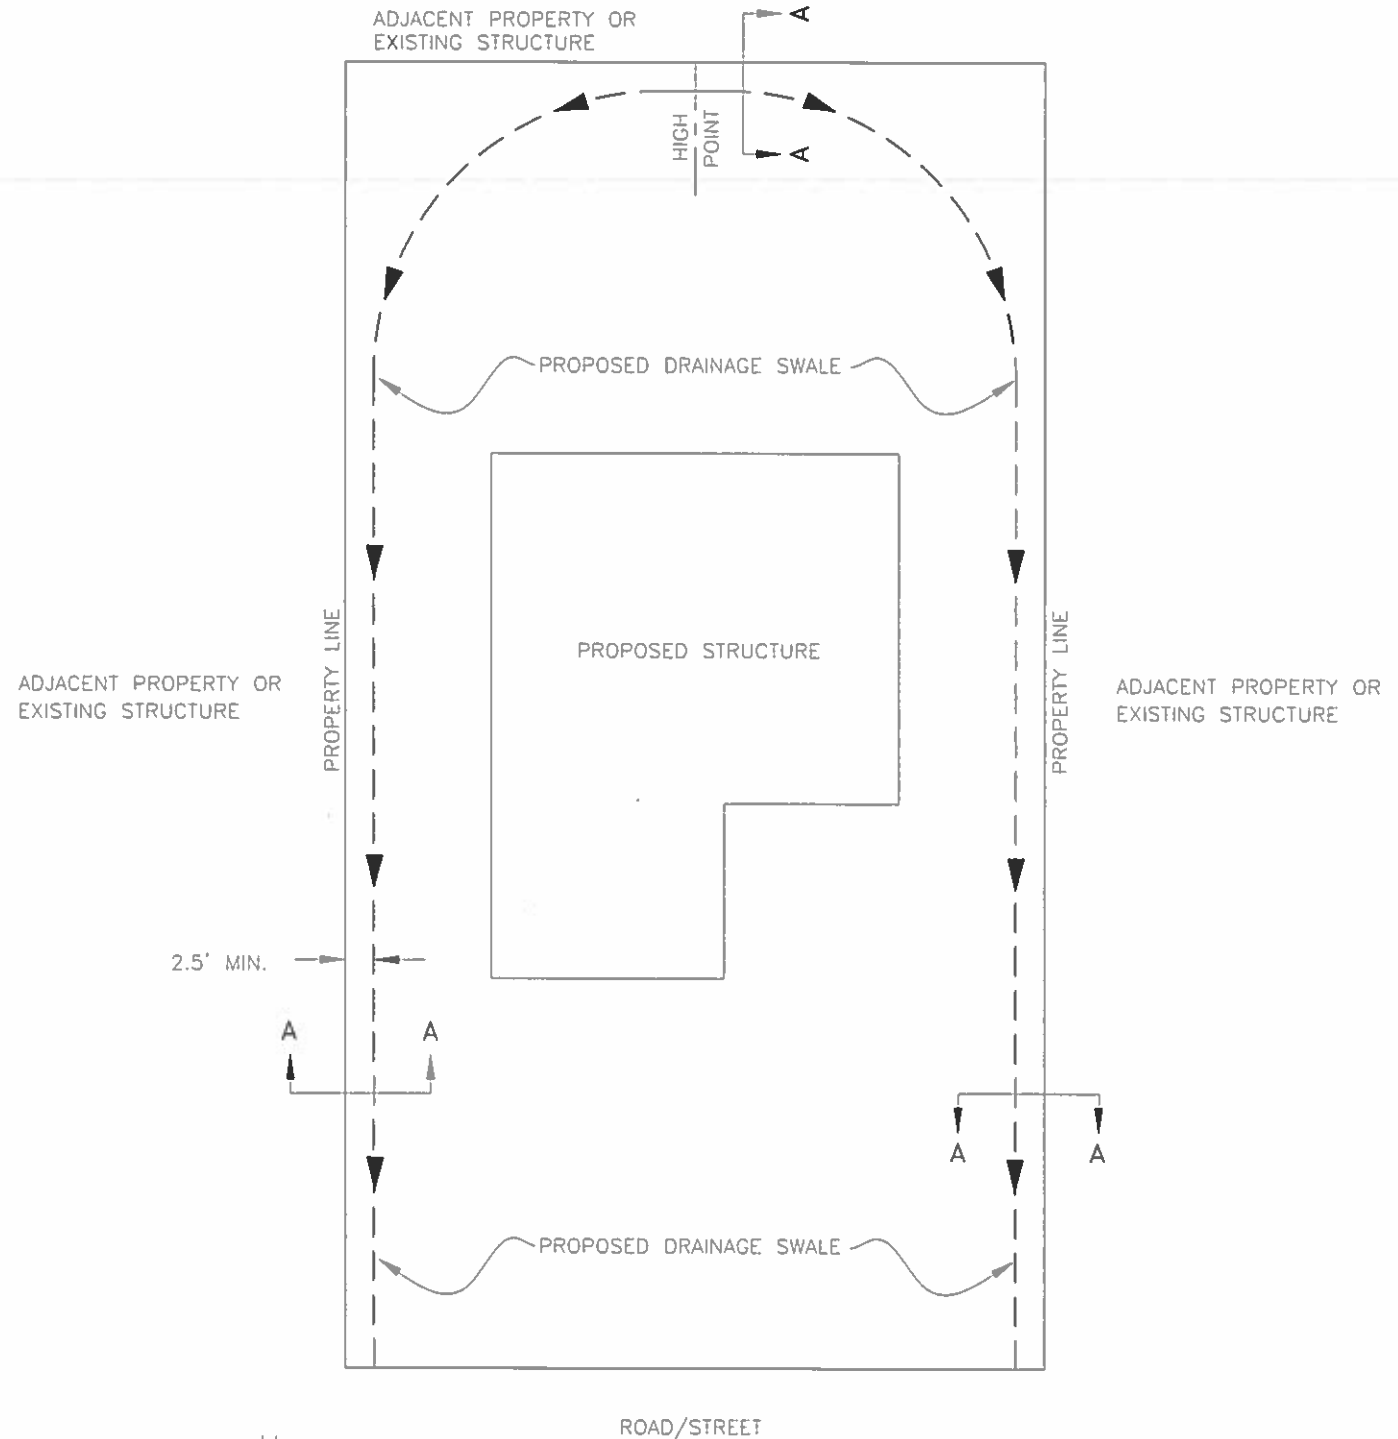 ADJACENT PROPERTY OR
EXISTING STRUCTURE
A
A
HIGH
POINT
PROPOSED DRAINAGE SWALE
PROPERTY LINE
PROPOSED STRUCTURE
PROPERTY LINE
ADJACENT PROPERTY OR
EXISTING STRUCTURE
ADJACENT PROPERTY OR
EXISTING STRUCTURE
2.5' MIN.
A
A
A
A
PROPOSED DRAINAGE SWALE
ROAD/STREET